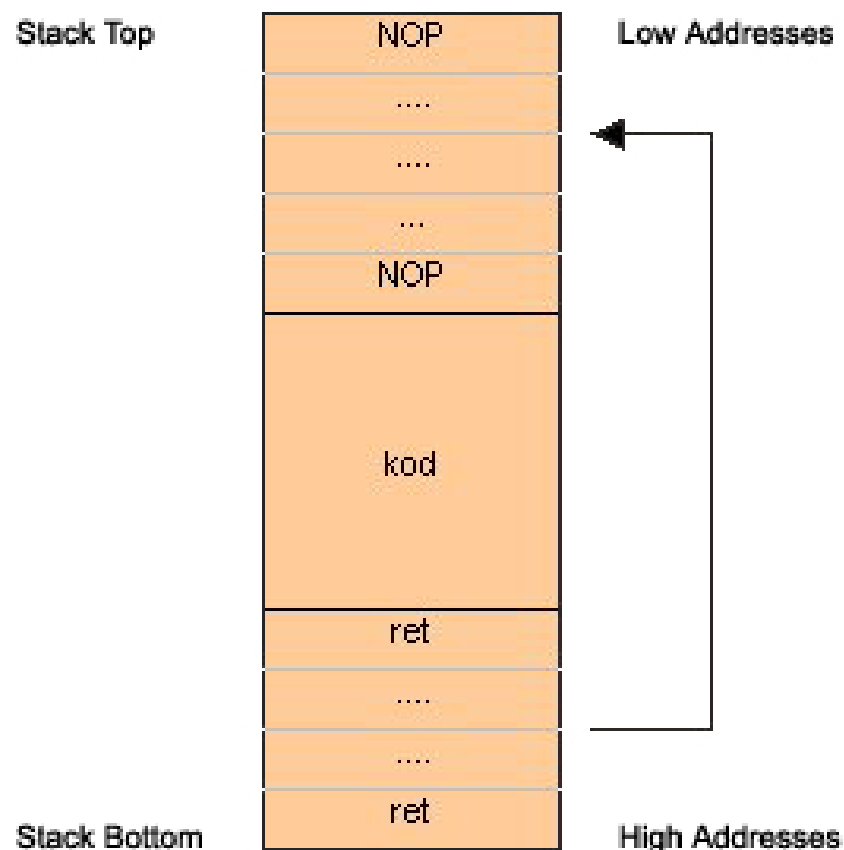 Stack Top
NOP
Low Addresses
....
....
...
NOP
kod
ret
....
....
ret
Stack Bottom
High Addresses